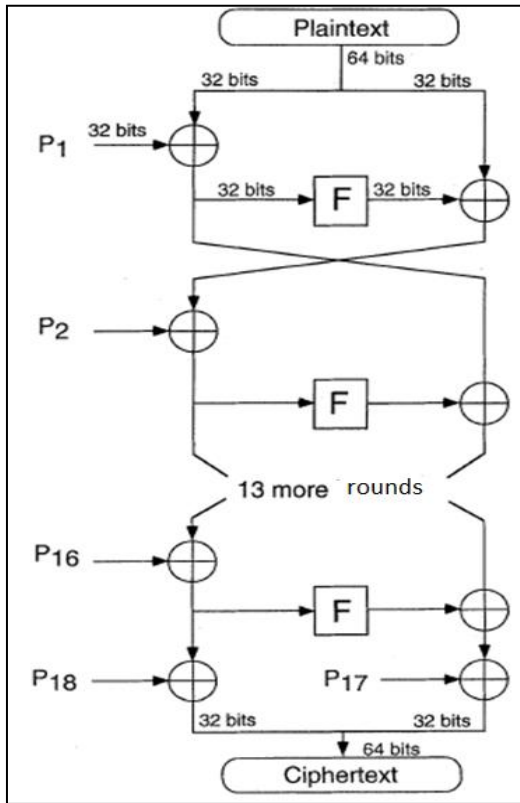 Plaintext
64 bits
32 bits 32 bits
P1 32 bits
32 bits F 32 bits
P2
F
13 more rounds
P16
F
P18 P17
32 bits 32 bits
64 bits
Ciphertext